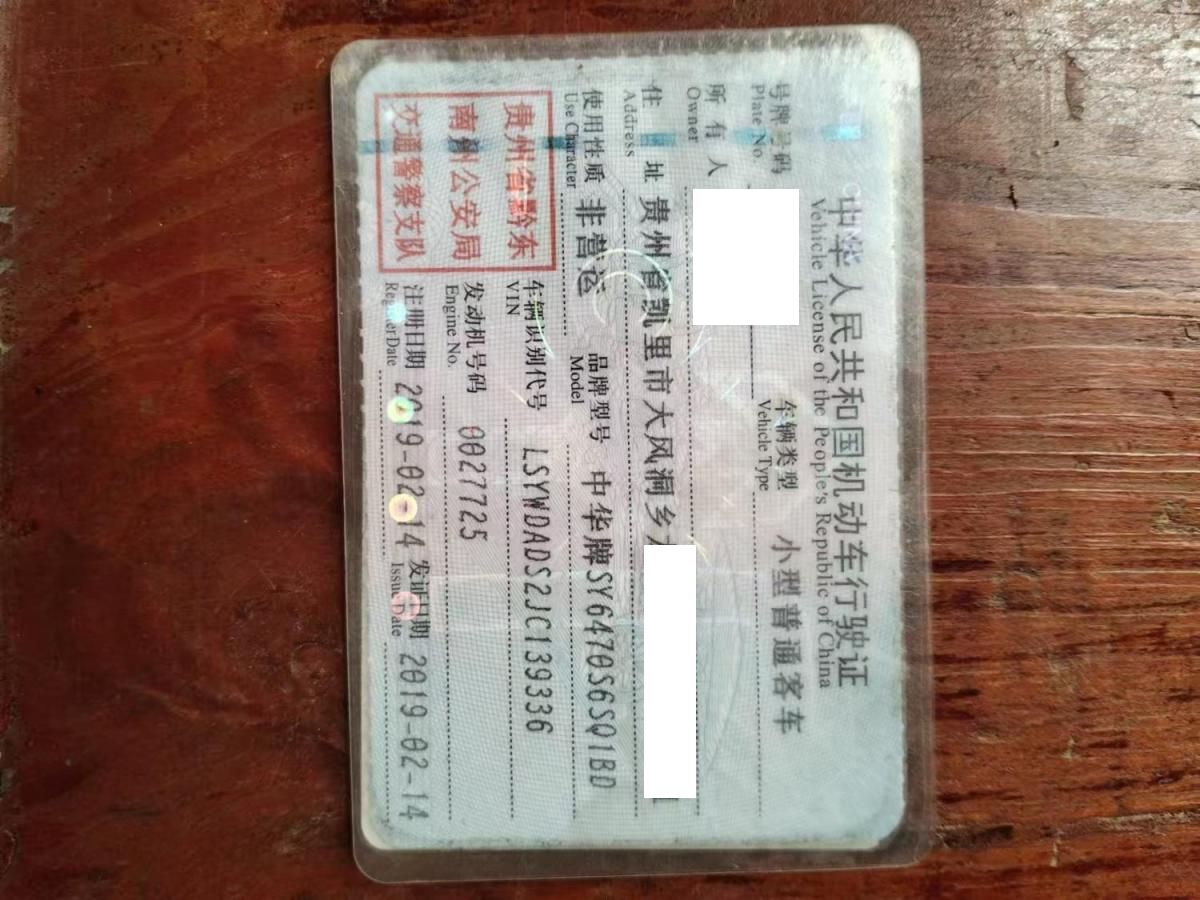 中华人民共和国机动车行驶证
Vehicle License of the People's Republic of China
号牌号码 车辆类型 小型普通客车
Plate No. Vehicle Type
所有人
Owner
住址 贵州省凯里市大风洞乡
Address
使用性质 非营运 品牌型号 中华牌SY6470S6SQ1BD
Use Character Model
贵州省黔东
南州公安局
交通警察支队
车辆识别代号 LSYWDADS2JC139336
VIN
发动机号码 0027725
Engine No.
注册日期 2019-02-14 发证日期 2019-02-14
Register Date Issue Date